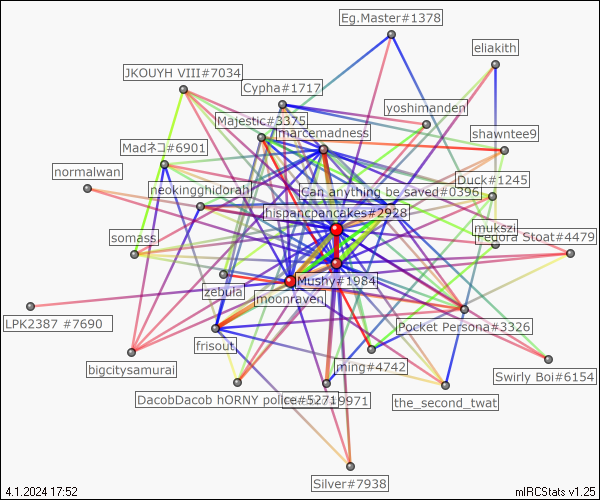 Eg.Master#1378
eliakith
JKOUYH VIII#7034
Cypha#1717
yoshimanden
Majestic#3375
marcemadness
shawntee9
Madネコ#6901
normalwan
Duck#1245
neokingghidorah
Can anything be saved#0396
hispancpancakes#2928
mukszii
Fedora Stoat#4479
somass
Mushy#1984
zebula
moonraven
LPK2387 #7690
Pocket Persona#3326
frisout
bigcitysamurai
ming#4742
Swirly Boi#6154
DacobDacob hORNY police#5271
9971
the_second_twat
Silver#7938
4.1.2024 17:52
mIRCStats v1.25